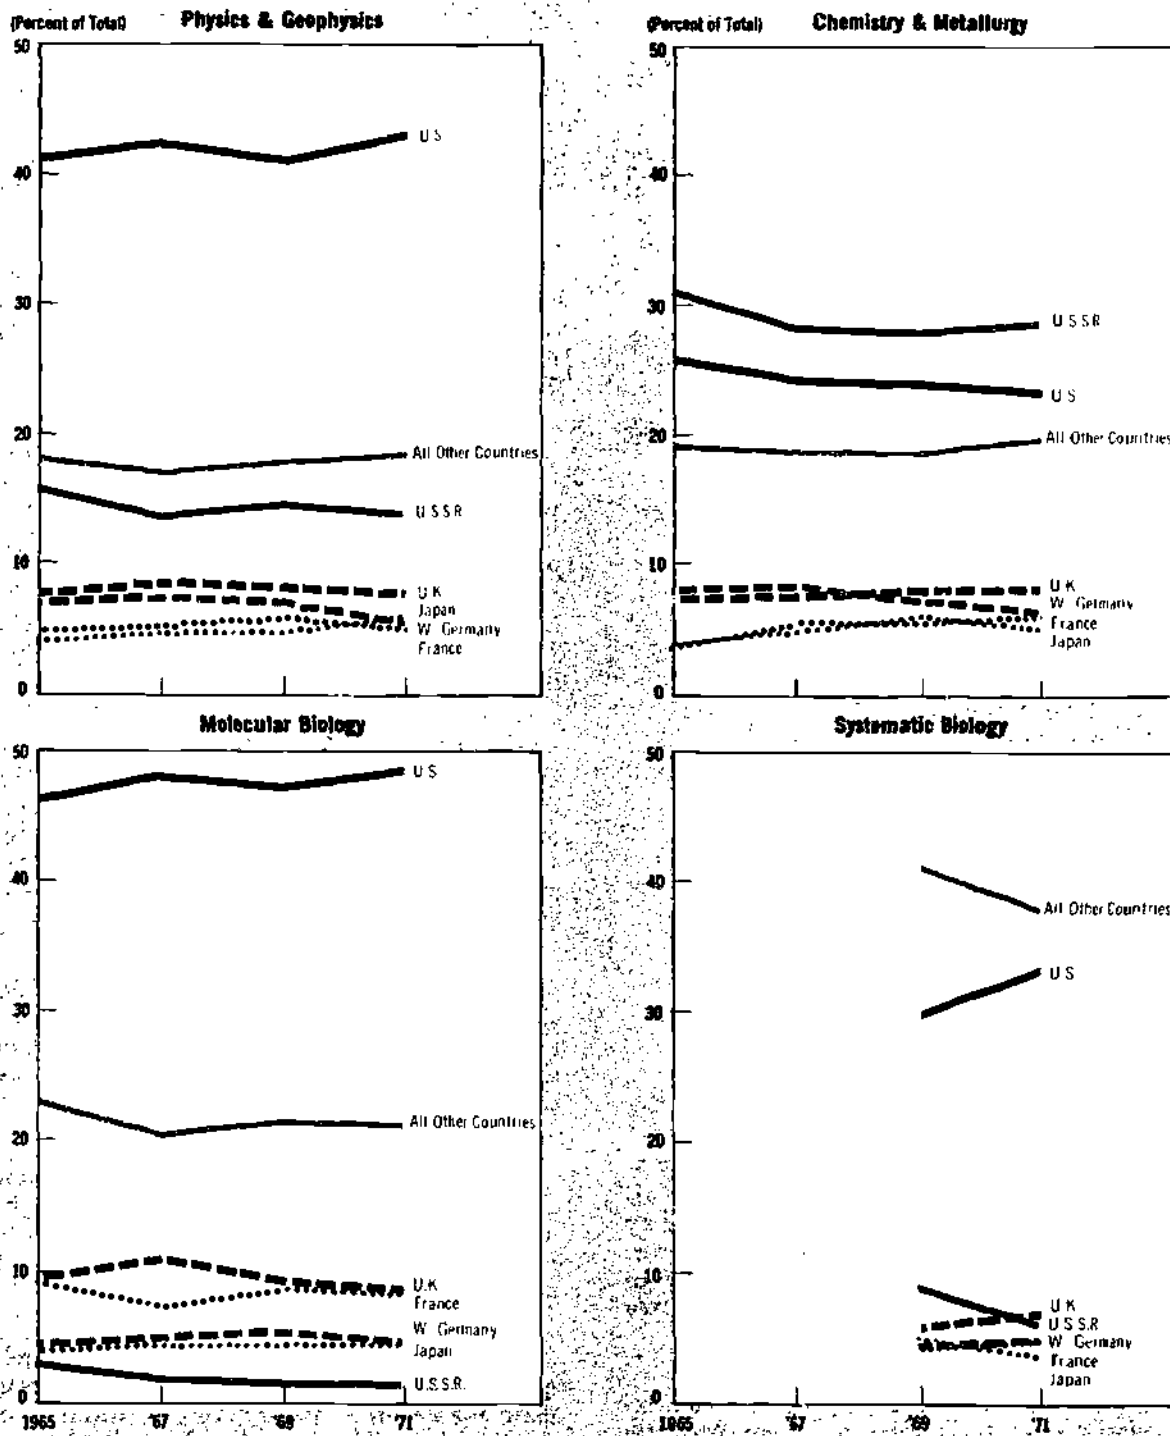 (Percent of Total) Physics & Geophysics
50
40
30
20
10
0
U S
All Other Countries
U S S R
U K
Japan
W Germany
France
(Percent of Total) Chemistry & Metallurgy
50
40
30
20
10
0
U S S R
U S
All Other Countries
U K
W Germany
France
Japan
Molecular Biology
50
40
30
20
10
0
U S
All Other Countries
U K
France
W Germany
Japan
U.S.S.R.
1965 '67 '69 '71
Systematic Biology
50
40
30
20
10
0
All Other Countries
U S
U K
U S S R
W Germany
France
Japan
1965 '67 '69 '71